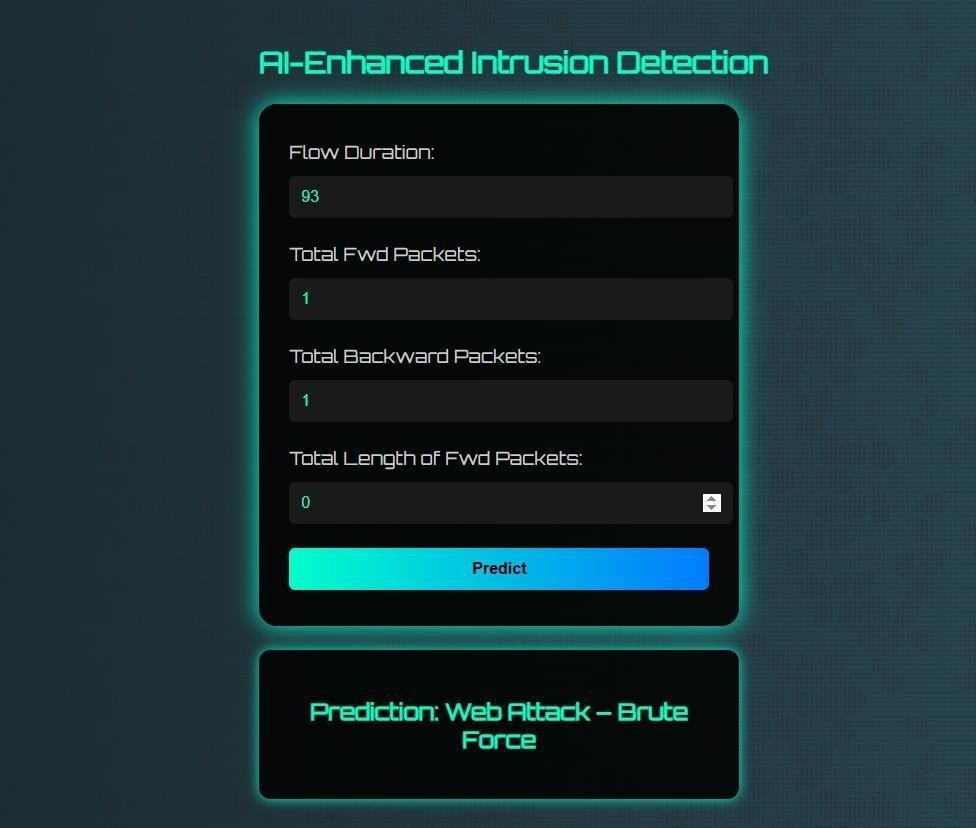 AI-Enhanced Intrusion Detection
Flow Duration:
93
Total Fwd Packets:
1
Total Backward Packets:
1
Total Length of Fwd Packets:
0
Predict
Prediction: Web Attack – Brute
Force